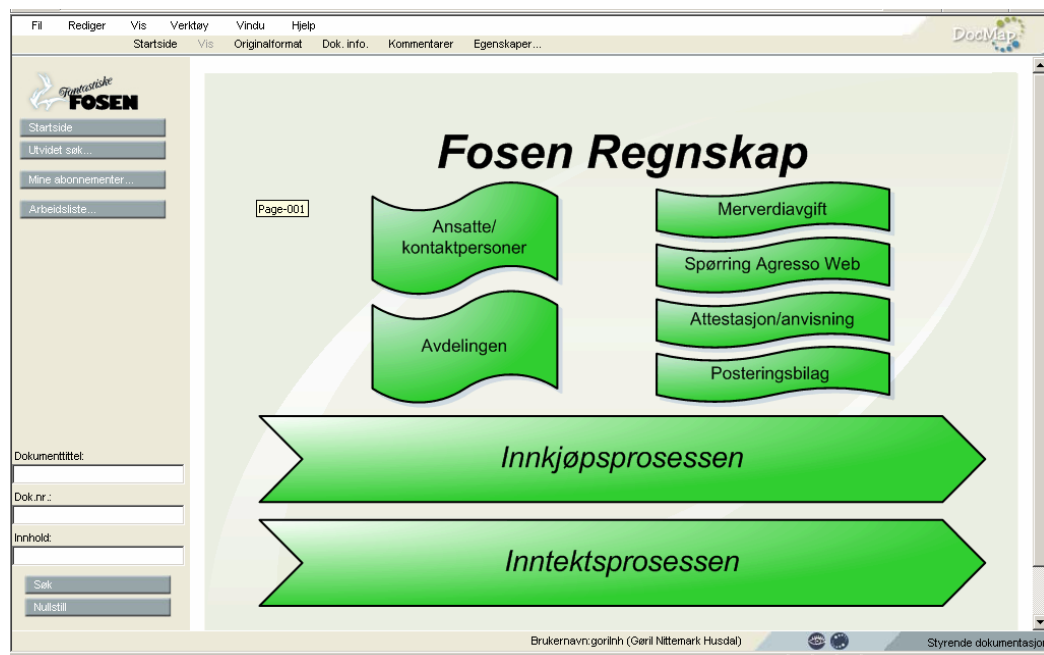 Fil Rediger Vis Verktøy Vindu Hjelp
Startside Vis Originalformat Dok. info. Kommentarer Egenskaper...
DocMap
Fantastiske
FOSEN
Startside
Utvidet søk...
Mine abonnementer...
Arbeidsliste...
Page-001
Fosen Regnskap
Ansatte/
kontaktpersoner
Avdelingen
Merverdiavgift
Spørring Agresso Web
Attestasjon/anvisning
Posteringsbilag
Innkjøpsprosessen
Inntektsprosessen
Dokumenttittel:
Dok.nr.:
Innhold:
Søk
Nullstill
Brukernavn:gorilnh (Gøril Nittemark Husdal)
Styrende dokumentasjon